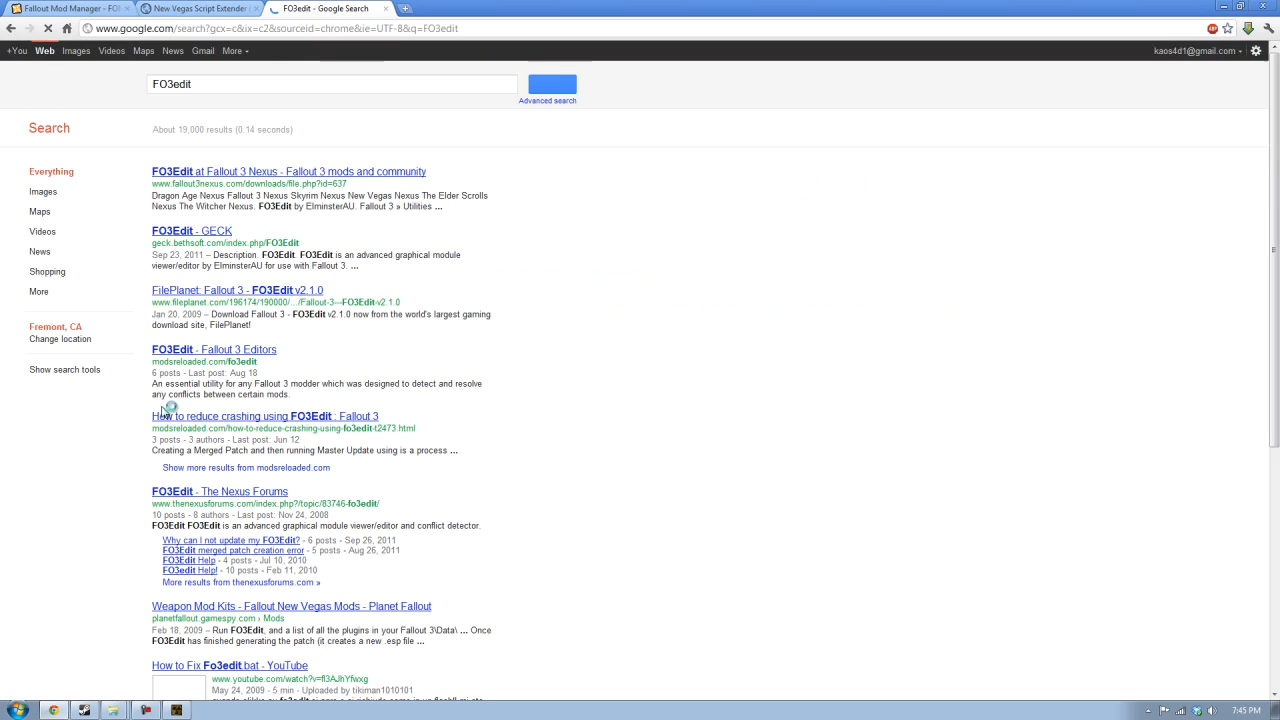 Fallout Mod Manager - FO
New Vegas Script Extender
FO3edit - Google Search
www.google.com/search?gcx=c&ix=c2&sourceid=chrome&ie=UTF-8&q=FO3edit
+You Web Images Videos Maps News Gmail More
kaos4d1@gmail.com
FO3edit
Advanced search
Search
About 19,000 results (0.14 seconds)
Everything
Images
Maps
Videos
News
Shopping
More
Fremont, CA
Change location
Show search tools
FO3Edit at Fallout 3 Nexus - Fallout 3 mods and community
www.fallout3nexus.com/downloads/file.php?id=637
Dragon Age Nexus Fallout 3 Nexus Skyrim Nexus New Vegas Nexus The Elder Scrolls
Nexus The Witcher Nexus. FO3Edit by ElminsterAU. Fallout 3 » Utilities ...
FO3Edit - GECK
geck.bethsoft.com/index.php/FO3Edit
Sep 23, 2011 – Description. FO3Edit. FO3Edit is an advanced graphical module
viewer/editor by ElminsterAU for use with Fallout 3. ...
FilePlanet: Fallout 3 - FO3Edit v2.1.0
www.fileplanet.com/196174/190000/.../Fallout-3---FO3Edit-v2.1.0
Jan 20, 2009 – Download Fallout 3 - FO3Edit v2.1.0 now from the world's largest gaming
download site, FilePlanet!
FO3Edit - Fallout 3 Editors
modsreloaded.com/fo3edit
6 posts - Last post: Aug 18
An essential utility for any Fallout 3 modder which was designed to detect and resolve
any conflicts between certain mods.
How to reduce crashing using FO3Edit : Fallout 3
modsreloaded.com/how-to-reduce-crashing-using-fo3edit-t2473.html
3 posts - 3 authors - Last post: Jun 12
Creating a Merged Patch and then running Master Update using is a process ...
Show more results from modsreloaded.com
FO3Edit - The Nexus Forums
www.thenexusforums.com/index.php?/topic/83746-fo3edit/
10 posts - 8 authors - Last post: Nov 24, 2008
FO3Edit FO3Edit is an advanced graphical module viewer/editor and conflict detector.
Why can I not update my FO3Edit? - 6 posts - Sep 26, 2011
FO3Edit merged patch creation error - 5 posts - Aug 26, 2011
FO3Edit Help - 4 posts - Jul 10, 2010
FO3edit Help! - 10 posts - Feb 11, 2010
More results from thenexusforums.com »
Weapon Mod Kits - Fallout New Vegas Mods - Planet Fallout
planetfallout.gamespy.com › Mods
Feb 18, 2009 – Run FO3Edit, and a list of all the plugins in your Fallout 3\Data\ ... Once
FO3Edit has finished generating the patch (it creates a new .esp file ...
How to Fix Fo3edit.bat - YouTube
www.youtube.com/watch?v=fl3AJhYfwxg
May 24, 2009 - 5 min - Uploaded by tikiman1010101
7:45 PM